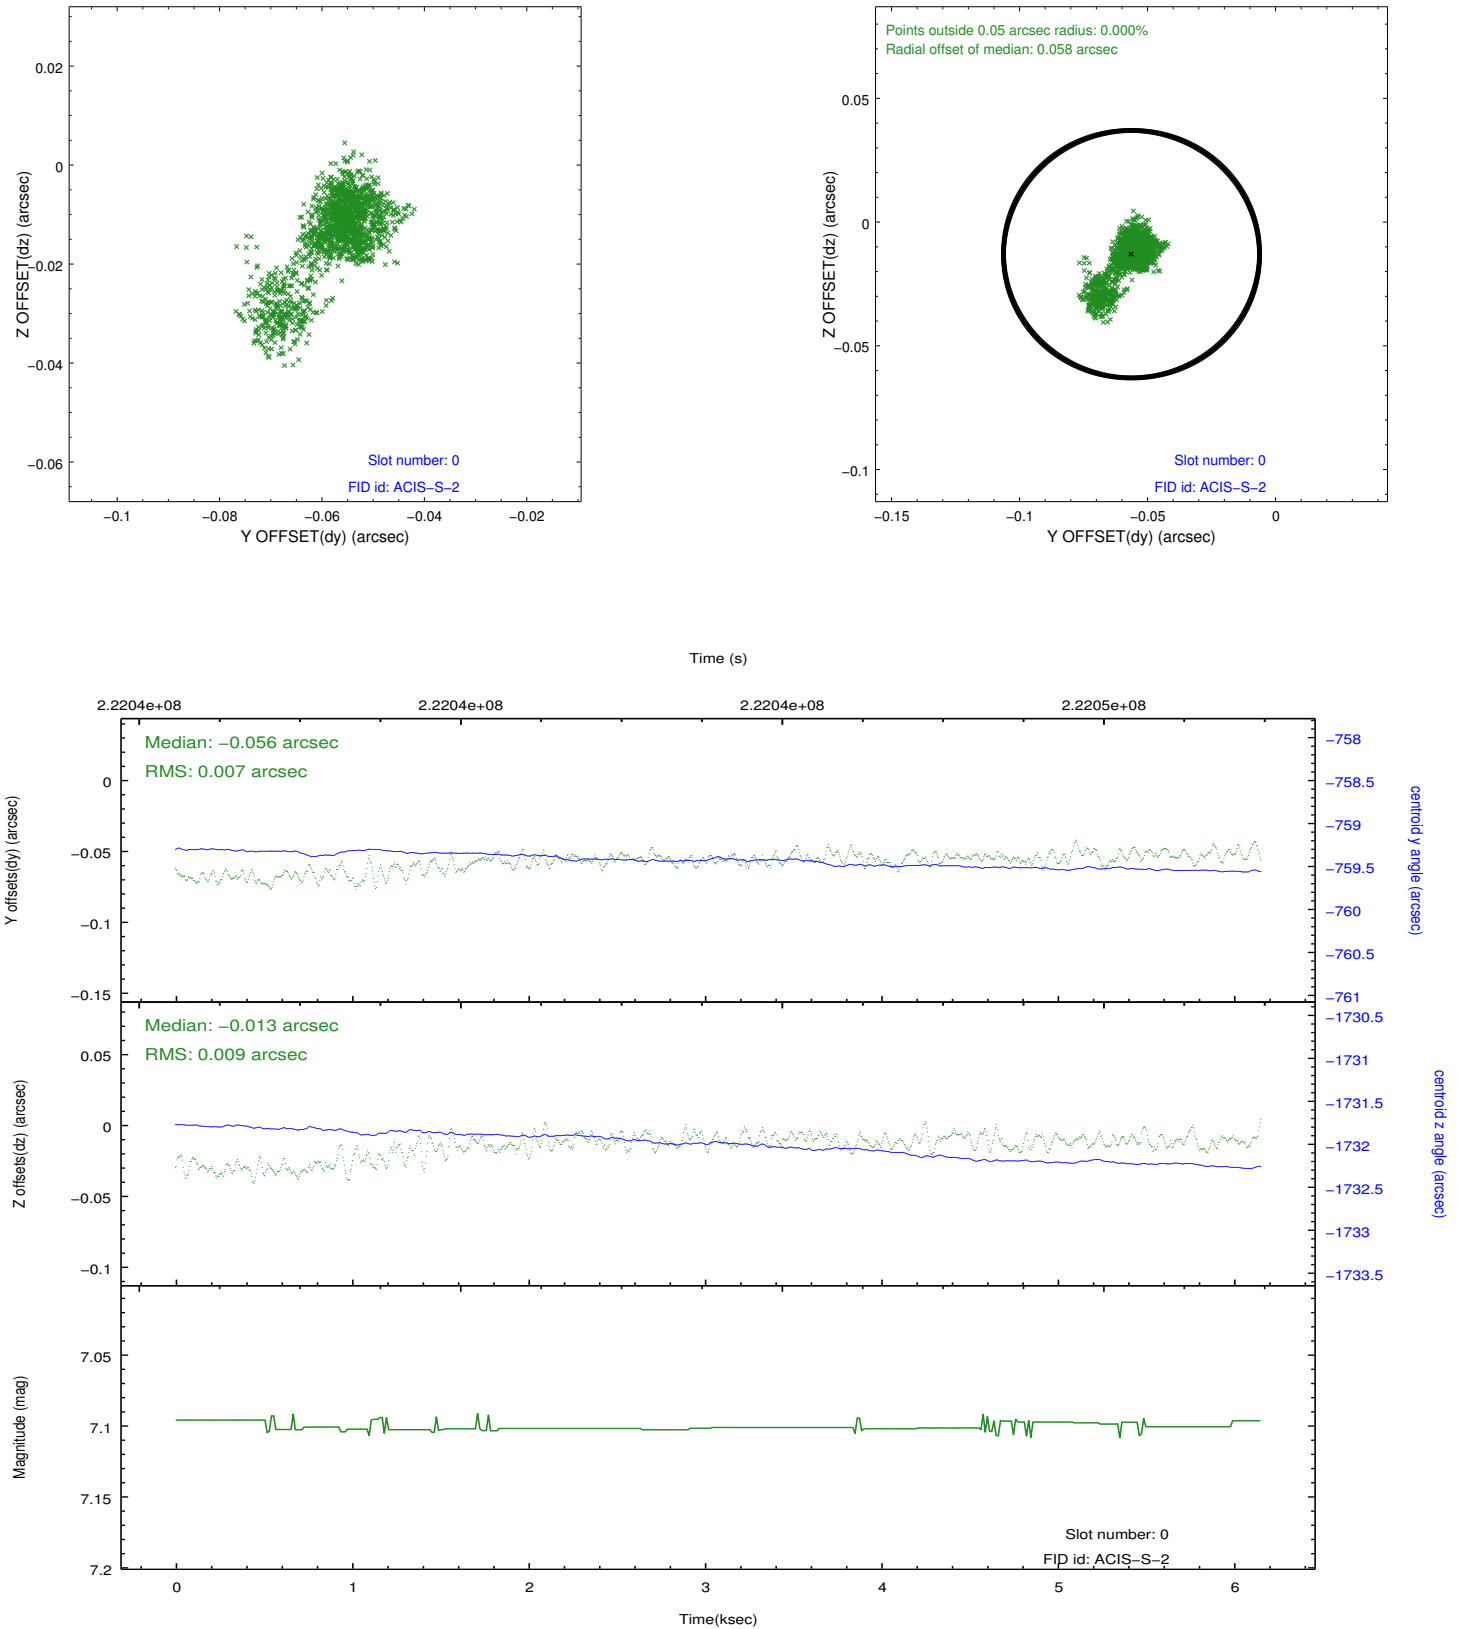 0.02
0
−0.02
−0.04
−0.06
Z OFFSET(dz) (arcsec)
Slot number: 0
FID id: ACIS−S−2
−0.1
−0.08
−0.06
−0.04
−0.02
Y OFFSET(dy) (arcsec)
Points outside 0.05 arcsec radius: 0.000%
Radial offset of median: 0.058 arcsec
0.05
0
−0.05
−0.1
Z OFFSET(dz) (arcsec)
Slot number: 0
FID id: ACIS−S−2
−0.15
−0.1
−0.05
0
Y OFFSET(dy) (arcsec)
Time (s)
2.2204e+08
2.2204e+08
2.2204e+08
2.2205e+08
Median: −0.056 arcsec
RMS: 0.007 arcsec
0
−0.05
−0.1
−0.15
Y offsets(dy) (arcsec)
−758
−758.5
−759
−759.5
−760
−760.5
−761
centroid y angle (arcsec)
Median: −0.013 arcsec
RMS: 0.009 arcsec
0.05
0
−0.05
−0.1
Z offsets(dz) (arcsec)
−1730.5
−1731
−1731.5
−1732
−1732.5
−1733
−1733.5
centroid z angle (arcsec)
7.05
7.1
7.15
7.2
Magnitude (mag)
Slot number: 0
FID id: ACIS−S−2
0
1
2
3
4
5
6
Time(ksec)